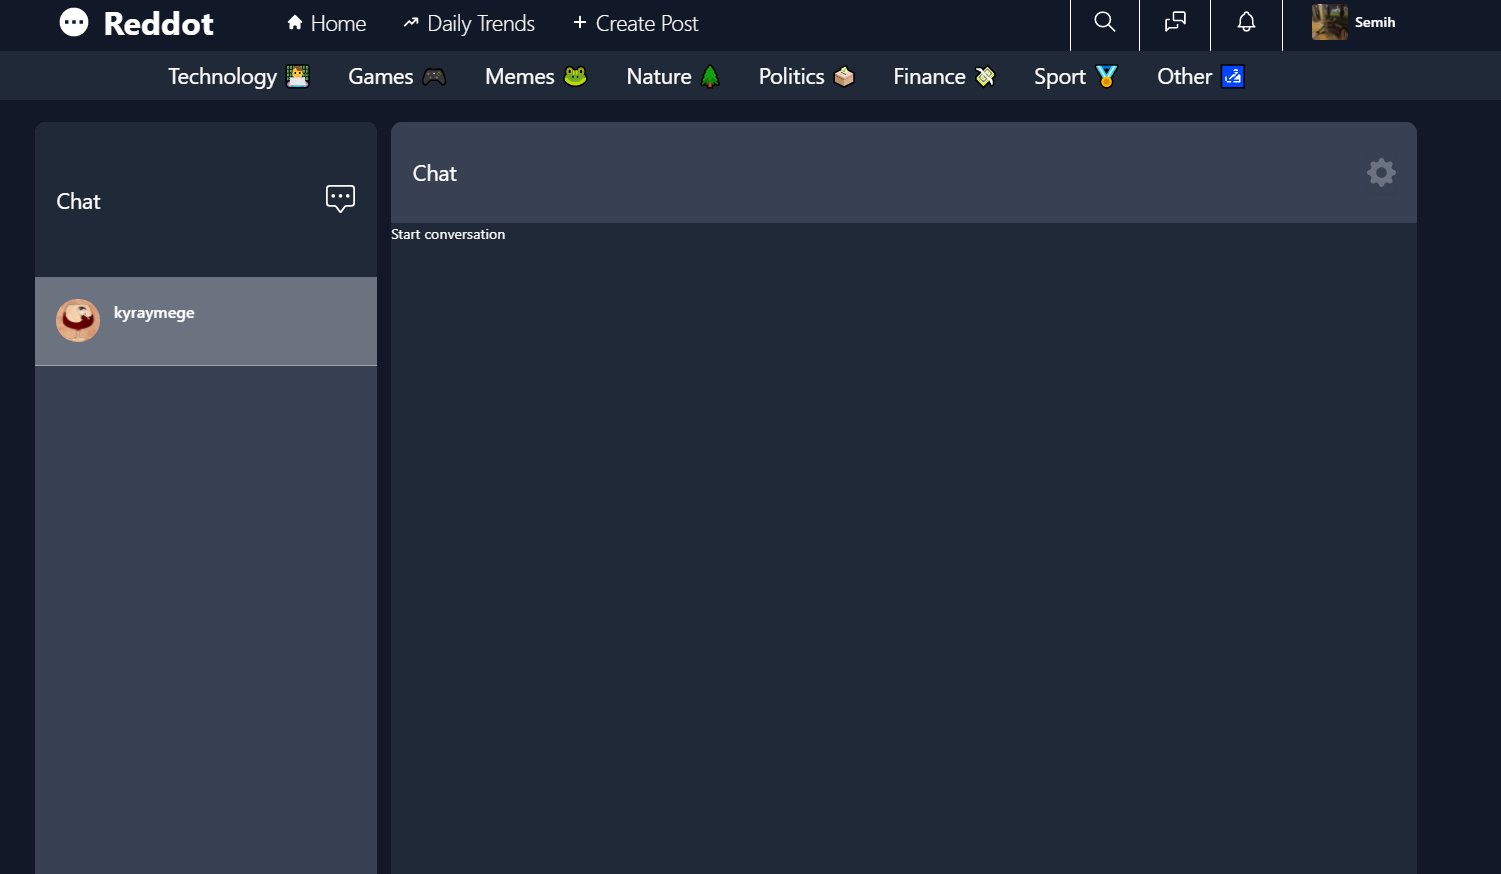 Reddot Home Daily Trends Create Post Semih
Technology Games Memes Nature Politics Finance Sport Other
Chat
Chat
kyraymege
Start conversation